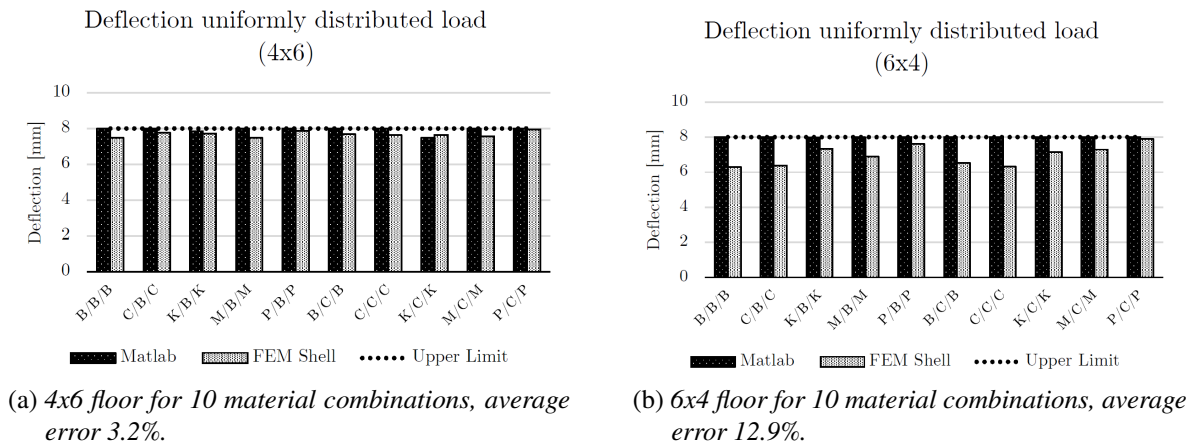 Deflection uniformly distributed load
(4x6)
Deflection [mm]
10
8
6
4
2
0
B/B/B
C/B/C
K/B/K
M/B/M
P/B/P
B/C/B
C/C/C
K/C/K
M/C/M
P/C/P
Matlab FEM Shell Upper Limit
(a) 4x6 floor for 10 material combinations, average
error 3.2%.
Deflection uniformly distributed load
(6x4)
Deflection [mm]
10
8
6
4
2
0
B/B/B
C/B/C
K/B/K
M/B/M
P/B/P
B/C/B
C/C/C
K/C/K
M/C/M
P/C/P
Matlab FEM Shell Upper Limit
(b) 6x4 floor for 10 material combinations, average
error 12.9%.